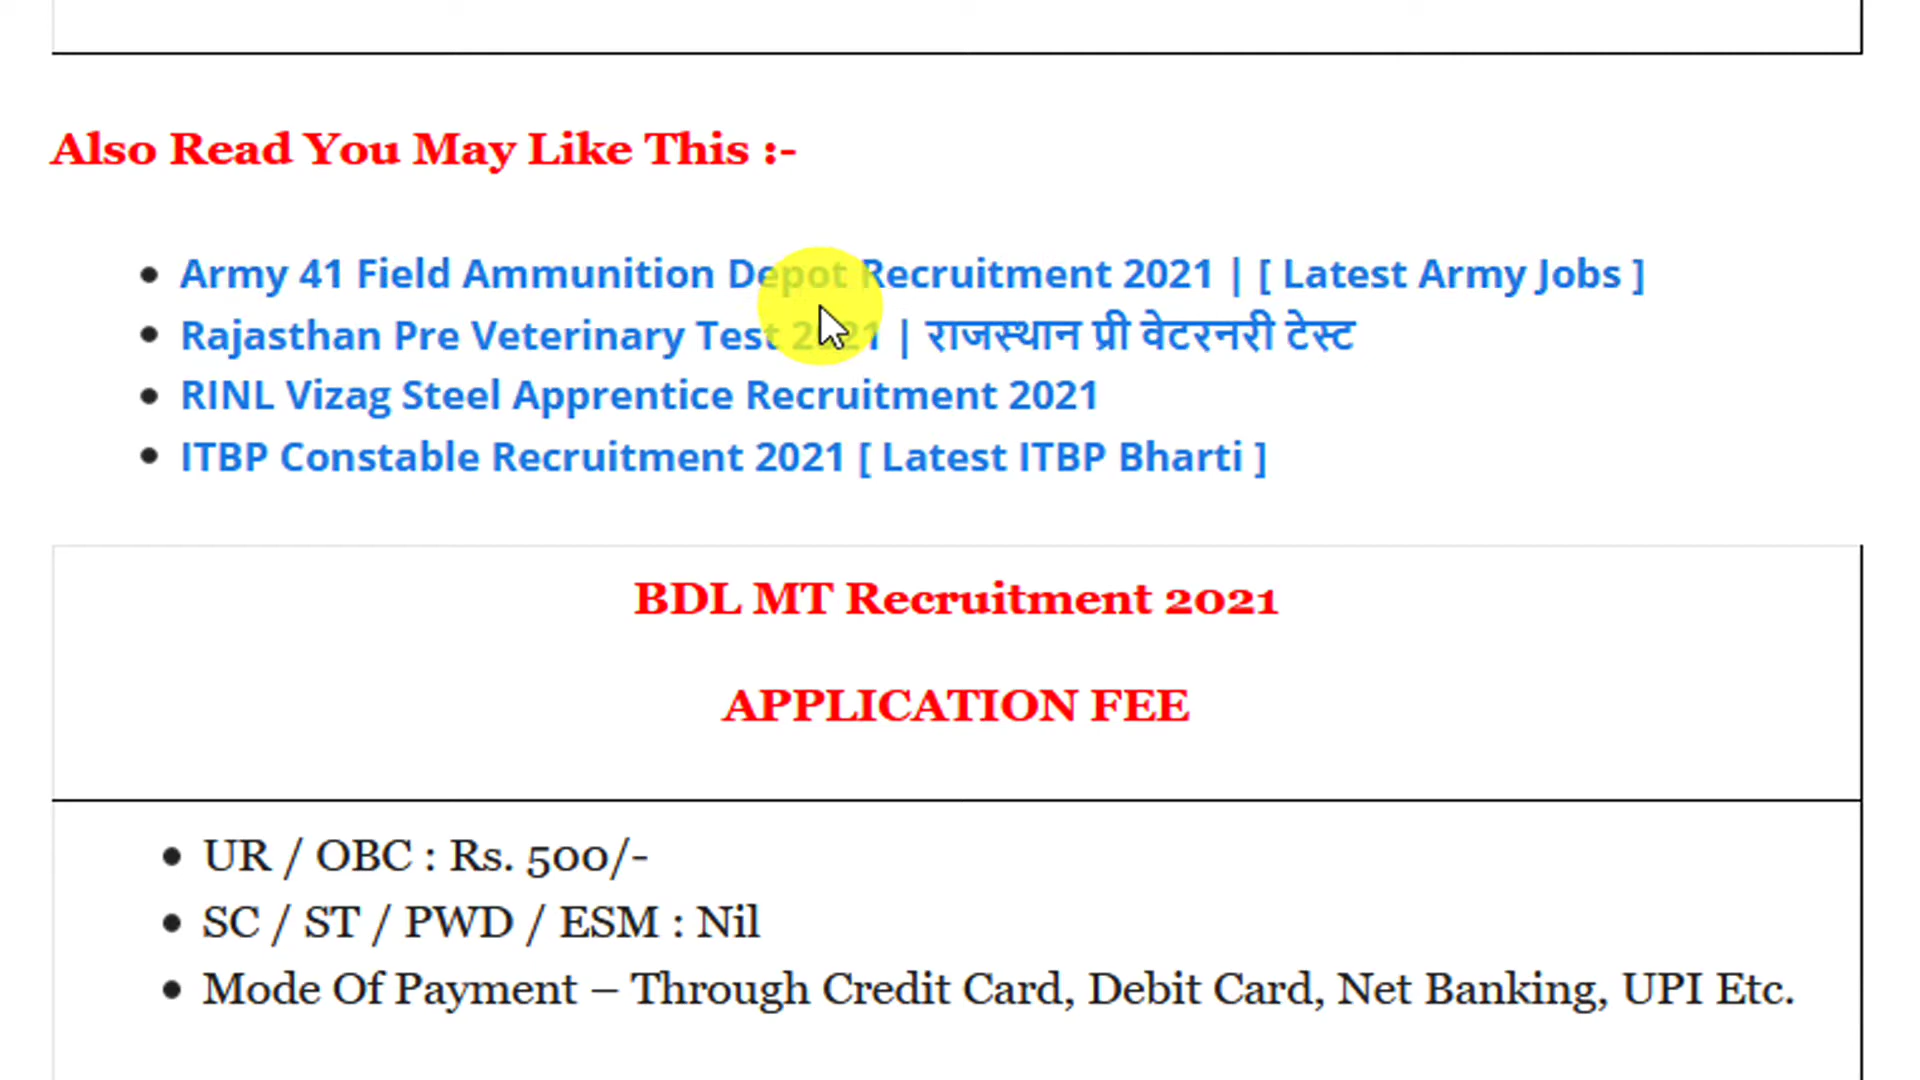 Also Read You May Like This :-
Army 41 Field Ammunition Depot Recruitment 2021 | [ Latest Army Jobs ]
Rajasthan Pre Veterinary Test 2021 | राजस्थान प्री वेटरनरी टेस्ट
RINL Vizag Steel Apprentice Recruitment 2021
ITBP Constable Recruitment 2021 [ Latest ITBP Bharti ]
BDL MT Recruitment 2021
APPLICATION FEE
UR / OBC : Rs. 500/-
SC / ST / PWD / ESM : Nil
Mode Of Payment – Through Credit Card, Debit Card, Net Banking, UPI Etc.